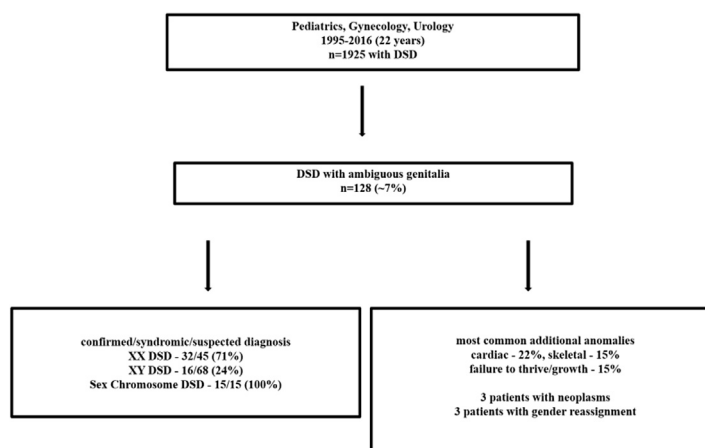 Pediatrics, Gynecology, Urology
1995-2016 (22 years)
n=1925 with DSD
DSD with ambiguous genitalia
n=128 (~7%)
confirmed/syndromic/suspected diagnosis
XX DSD - 32/45 (71%)
XY DSD - 16/68 (24%)
Sex Chromosome DSD - 15/15 (100%)
most common additional anomalies
cardiac - 22%, skeletal - 15%
failure to thrive/growth - 15%
3 patients with neoplasms
3 patients with gender reassignment